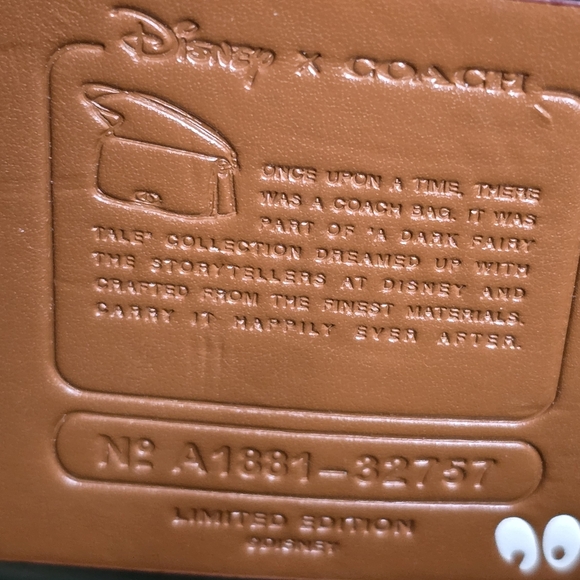 Disney X COACH
ONCE UPON A TIME, THERE
WAS A COACH BAG. IT WAS
PART OF 'A DARK FAIRY
TALE' COLLECTION DREAMED UP WITH
THE STORYTELLERS AT DISNEY AND
CRAFTED FROM THE FINEST MATERIALS.
CARRY IT HAPPILY EVER AFTER.
Nº A1881-32757
LIMITED EDITION
©DISNEY